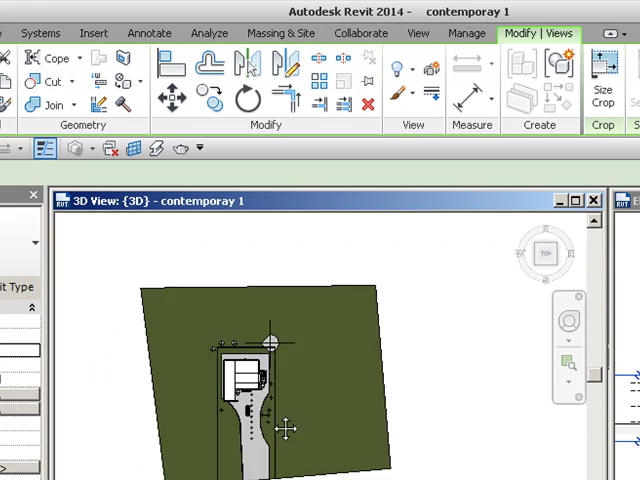 Autodesk Revit 2014 - contemporay 1
Systems Insert Annotate Analyze Massing & Site Collaborate View Manage Modify | Views
Cope
Cut
Join
Size Crop
Geometry Modify View Measure Create Crop
3D View: {3D} - contemporay 1
TOP
it Type